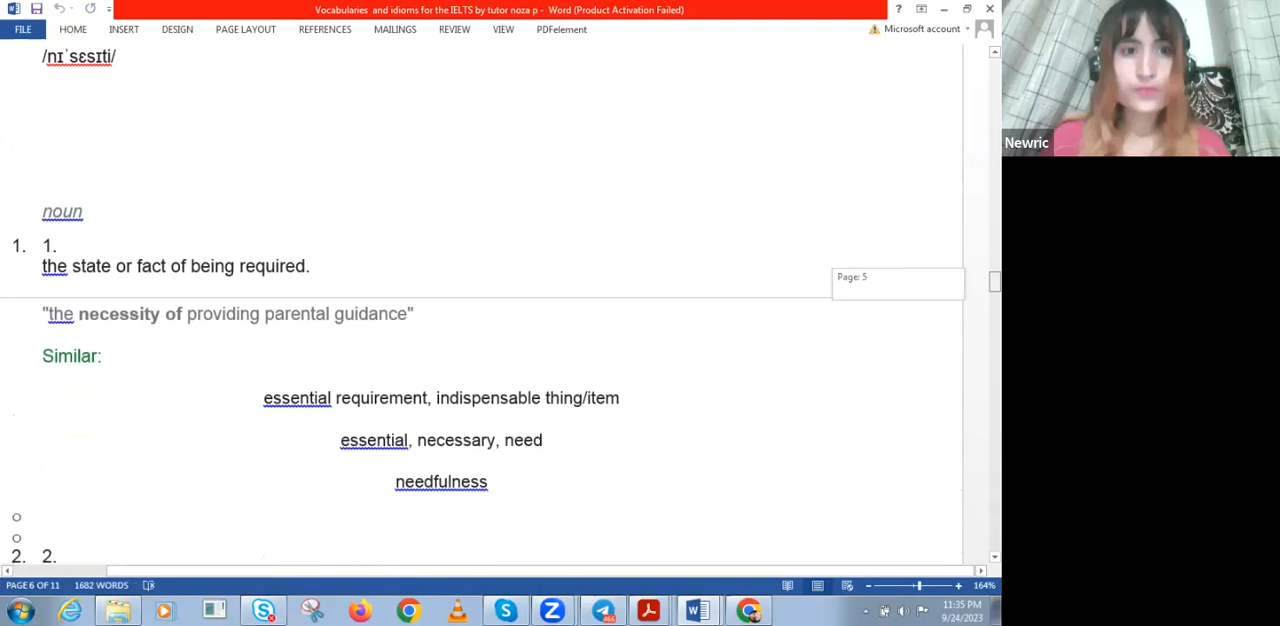 Vocabularies and idioms for the IELTS by tutor noza p - Word (Product Activation Failed)
FILE HOME INSERT DESIGN PAGE LAYOUT REFERENCES MAILINGS REVIEW VIEW PDFelement Microsoft account
/nɪˈsɛsɪti/
Newric
noun
1. 1.
the state or fact of being required.
Page: 5
"the necessity of providing parental guidance"
Similar:
essential requirement, indispensable thing/item
essential, necessary, need
needfulness
2. 2.
PAGE 6 OF 11 1682 WORDS 164%
11:35 PM
9/24/2023